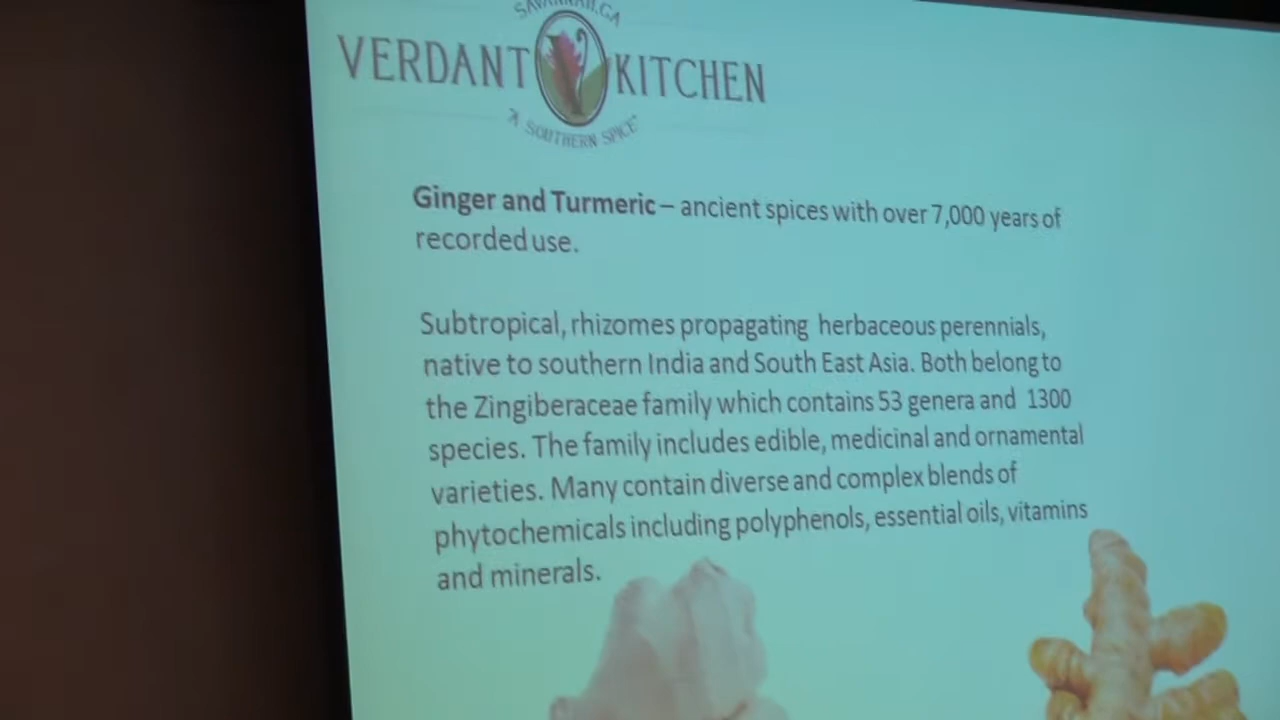 SAVANNAH, GA
VERDANT KITCHEN
"A SOUTHERN SPICE"
Ginger and Turmeric – ancient spices with over 7,000 years of
recorded use.
Subtropical, rhizomes propagating herbaceous perennials,
native to southern India and South East Asia. Both belong to
the Zingiberaceae family which contains 53 genera and 1300
species. The family includes edible, medicinal and ornamental
varieties. Many contain diverse and complex blends of
phytochemicals including polyphenols, essential oils, vitamins
and minerals.